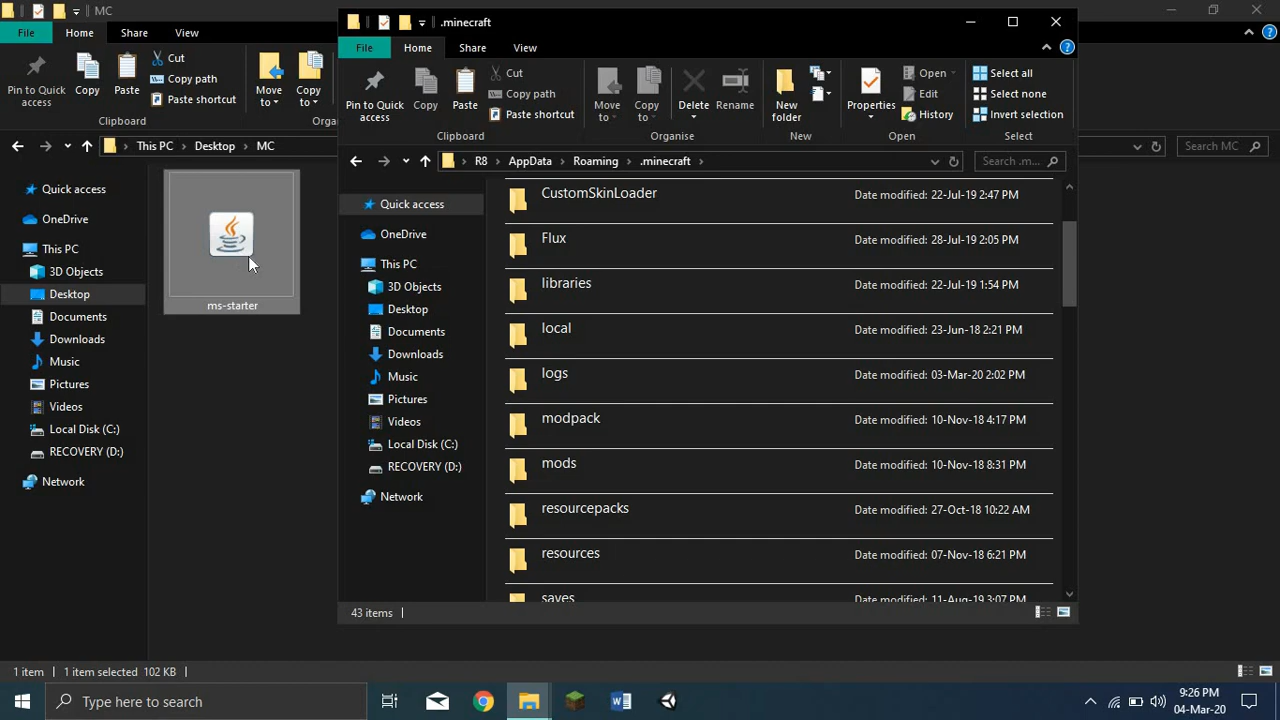 MC
File Home Share View
Pin to Quick access
Copy
Paste
Cut
Copy path
Paste shortcut
Clipboard
Move to
Copy to
Organ
This PC Desktop MC
Search MC
Quick access
OneDrive
This PC
3D Objects
Desktop
Documents
Downloads
Music
Pictures
Videos
Local Disk (C:)
RECOVERY (D:)
Network
ms-starter
1 item 1 item selected 102 KB
.minecraft
File Home Share View
Pin to Quick access
Copy
Paste
Cut
Copy path
Paste shortcut
Clipboard
Move to
Copy to
Delete
Rename
Organise
New folder
New
Properties
Open
Edit
History
Open
Select all
Select none
Invert selection
Select
R8 AppData Roaming .minecraft
Search .m...
Quick access
OneDrive
This PC
3D Objects
Desktop
Documents
Downloads
Music
Pictures
Videos
Local Disk (C:)
RECOVERY (D:)
Network
CustomSkinLoader Date modified: 22-Jul-19 2:47 PM
Flux Date modified: 28-Jul-19 2:05 PM
libraries Date modified: 22-Jul-19 1:54 PM
local Date modified: 23-Jun-18 2:21 PM
logs Date modified: 03-Mar-20 2:02 PM
modpack Date modified: 10-Nov-18 4:17 PM
mods Date modified: 10-Nov-18 8:31 PM
resourcepacks Date modified: 27-Oct-18 10:22 AM
resources Date modified: 07-Nov-18 6:21 PM
saves Date modified: 11-Aug-19 3:07 PM
43 items
Type here to search
9:26 PM
04-Mar-20